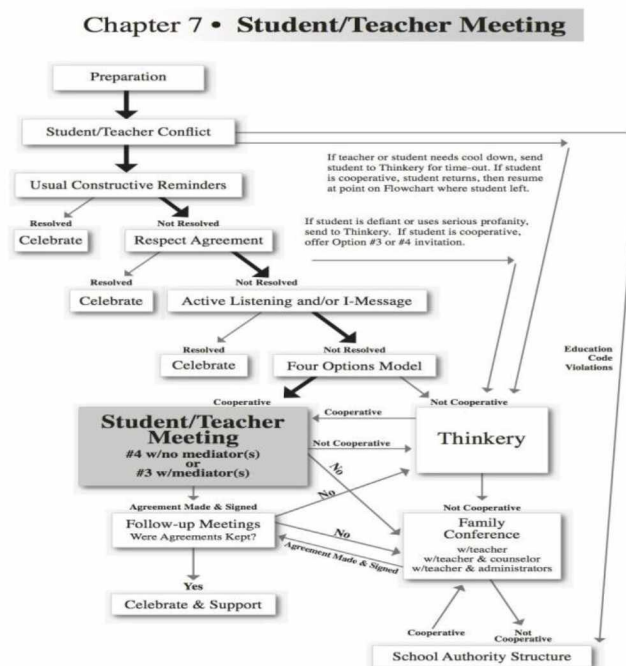 Chapter 7 • Student/Teacher Meeting
Preparation
Student/Teacher Conflict
If teacher or student needs cool down, send
student to Thinkery for time-out. If student
is cooperative, student returns, then resume
at point on Flowchart where student left.
Usual Constructive Reminders
Resolved
Not Resolved
Celebrate
Respect Agreement
If student is defiant or uses serious profanity,
send to Thinkery. If student is cooperative,
offer Option #3 or #4 invitation.
Resolved
Not Resolved
Celebrate
Active Listening and/or I-Message
Resolved
Not Resolved
Celebrate
Four Options Model
Education
Code
Violations
Cooperative
Not Cooperative
Student/Teacher
Meeting
#4 w/no mediator(s)
or
#3 w/mediator(s)
Cooperative
Not Cooperative
Thinkery
No
No
Agreement Made & Signed
Not Cooperative
Follow-up Meetings
Were Agreements Kept?
No
Agreement Made & Signed
Family
Conference
w/teacher
w/teacher & counselor
w/teacher & administrators
Yes
Celebrate & Support
Cooperative
Not
Cooperative
School Authority Structure